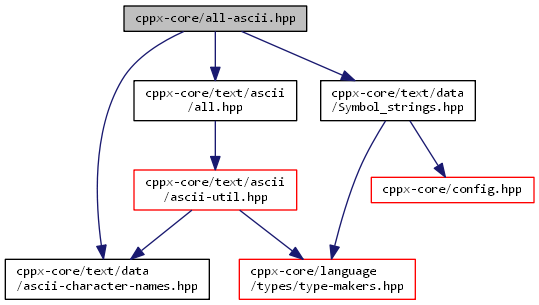 cppx-core/all-ascii.hpp
cppx-core/text/ascii
/all.hpp
cppx-core/text/data
/Symbol_strings.hpp
cppx-core/text/ascii
/ascii-util.hpp
cppx-core/config.hpp
cppx-core/text/data
/ascii-character-names.hpp
cppx-core/language
/types/type-makers.hpp